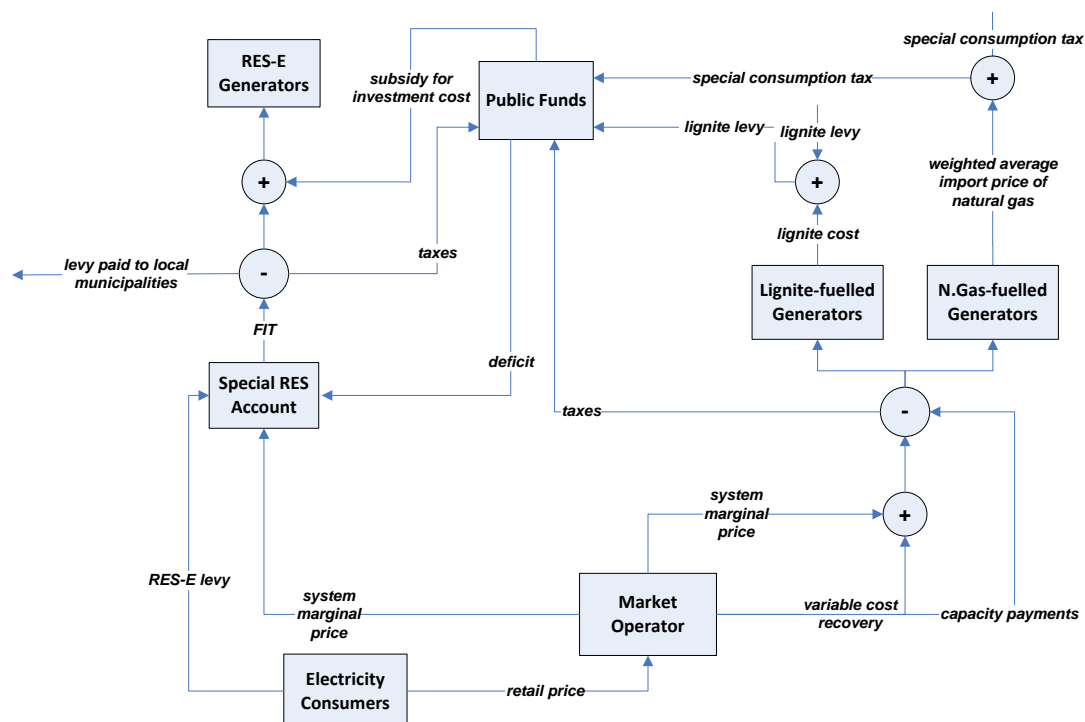 special consumption tax
RES-E
Generators
subsidy for
investment cost
Public Funds
special consumption tax
+
lignite levy
lignite levy
+
+
weighted average
import price of
natural gas
lignite cost
levy paid to local
municipalities
-
taxes
Lignite-fuelled
Generators
N.Gas-fuelled
Generators
FIT
deficit
Special RES
Account
taxes
-
system
marginal
price
+
RES-E levy
system
marginal
price
Market
Operator
variable cost
recovery
capacity payments
Electricity
Consumers
retail price